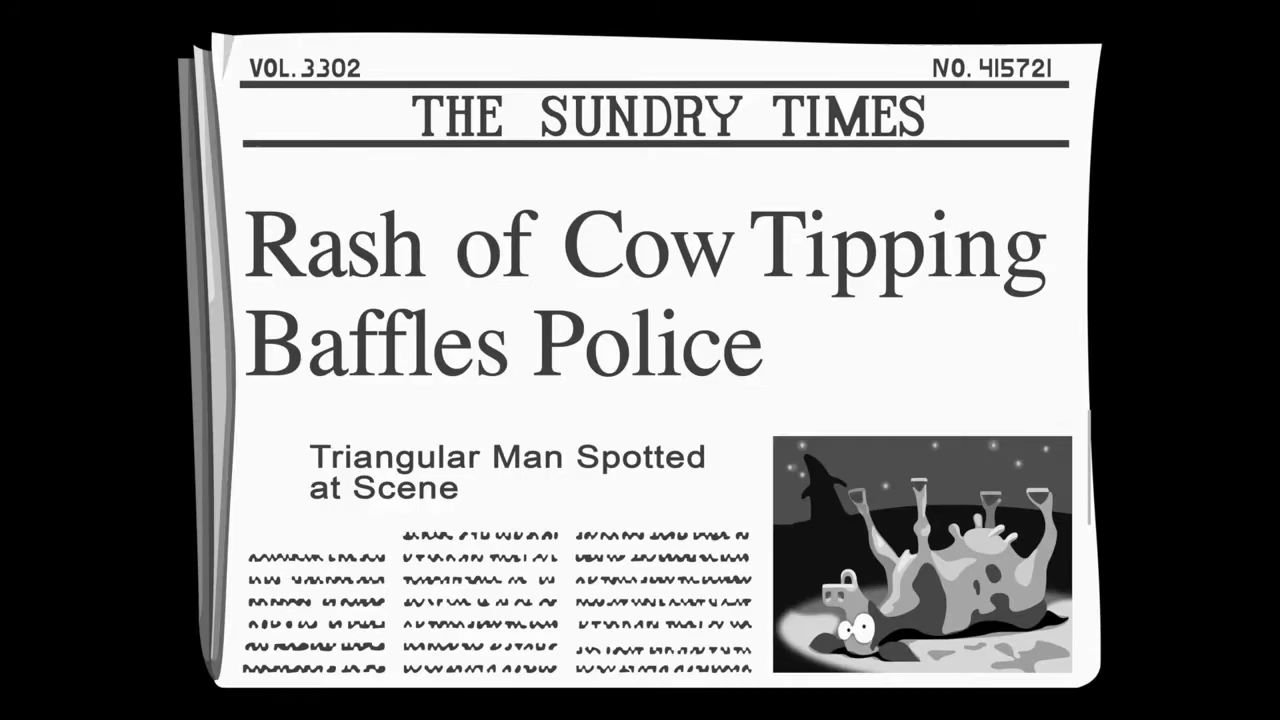 VOL. 3302
NO. 415721
THE SUNDRY TIMES
Rash of Cow Tipping
Baffles Police
Triangular Man Spotted
at Scene